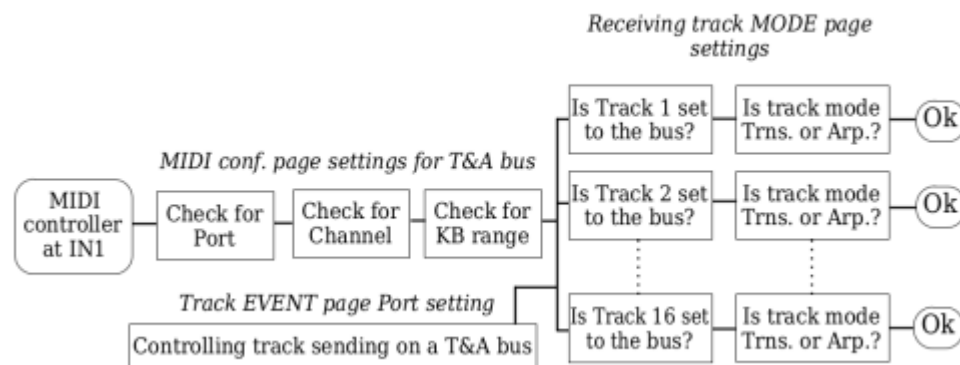 Receiving track MODE page
settings
Is Track 1 set
to the bus?
Is track mode
Trns. or Arp.?
Ok
MIDI conf. page settings for T&A bus
MIDI
controller
at IN1
Check for
Port
Check for
Channel
Check for
KB range
Is Track 2 set
to the bus?
Is track mode
Trns. or Arp.?
Ok
Track EVENT page Port setting
Controlling track sending on a T&A bus
Is Track 16 set
to the bus?
Is track mode
Trns. or Arp.?
Ok